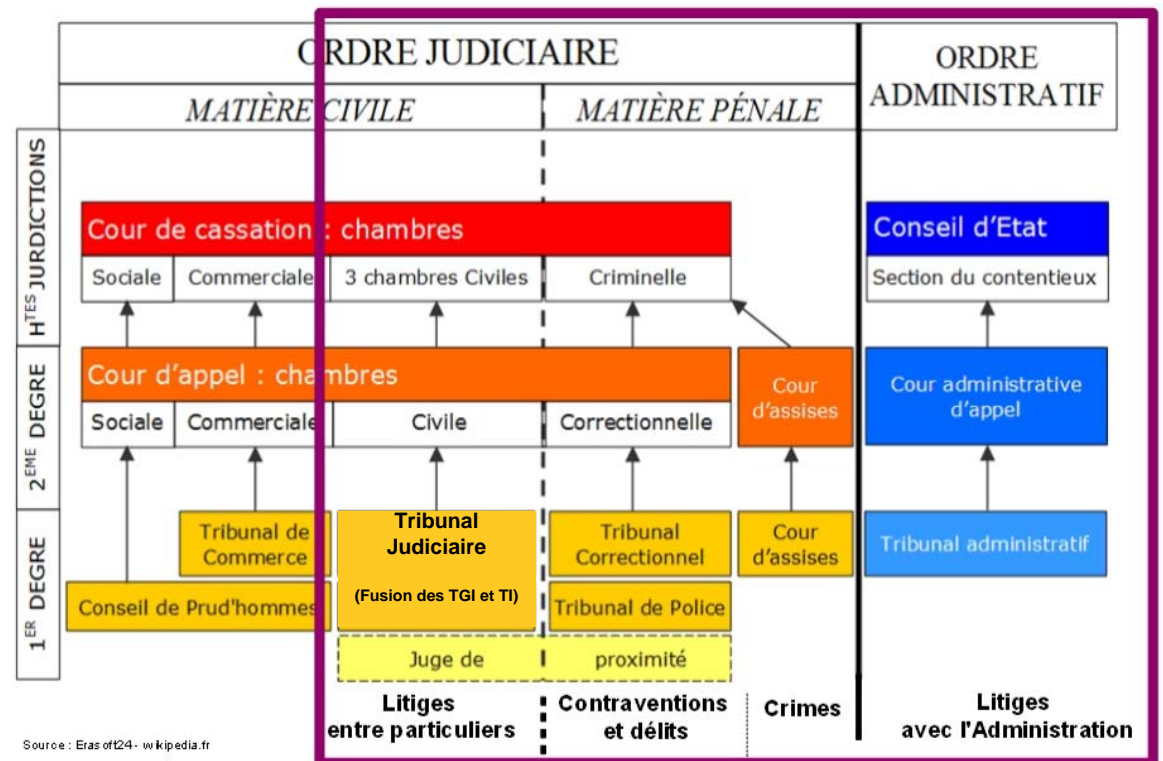 ORDRE JUDICIAIRE
ORDRE
ADMINISTRATIF
MATIÈRE CIVILE
MATIÈRE PÉNALE
HTES JURDICTIONS
Cour de cassation : chambres
Conseil d'Etat
Sociale
Commerciale
3 chambres Civiles
Criminelle
Section du contentieux
2EME DEGRE
Cour d'appel : chambres
Cour
d'assises
Cour administrative
d'appel
Sociale
Commerciale
Civile
Correctionnelle
1ER DEGRE
Tribunal de
Commerce
Tribunal
Judiciaire
(Fusion des TGI et TI)
Tribunal
Correctionnel
Cour
d'assises
Tribunal administratif
Conseil de Prud'hommes
Tribunal de Police
Juge de proximité
Litiges
entre particuliers
Contraventions
et délits
Crimes
Litiges
avec l'Administration
Source : Erasoft24 - wikipedia.fr